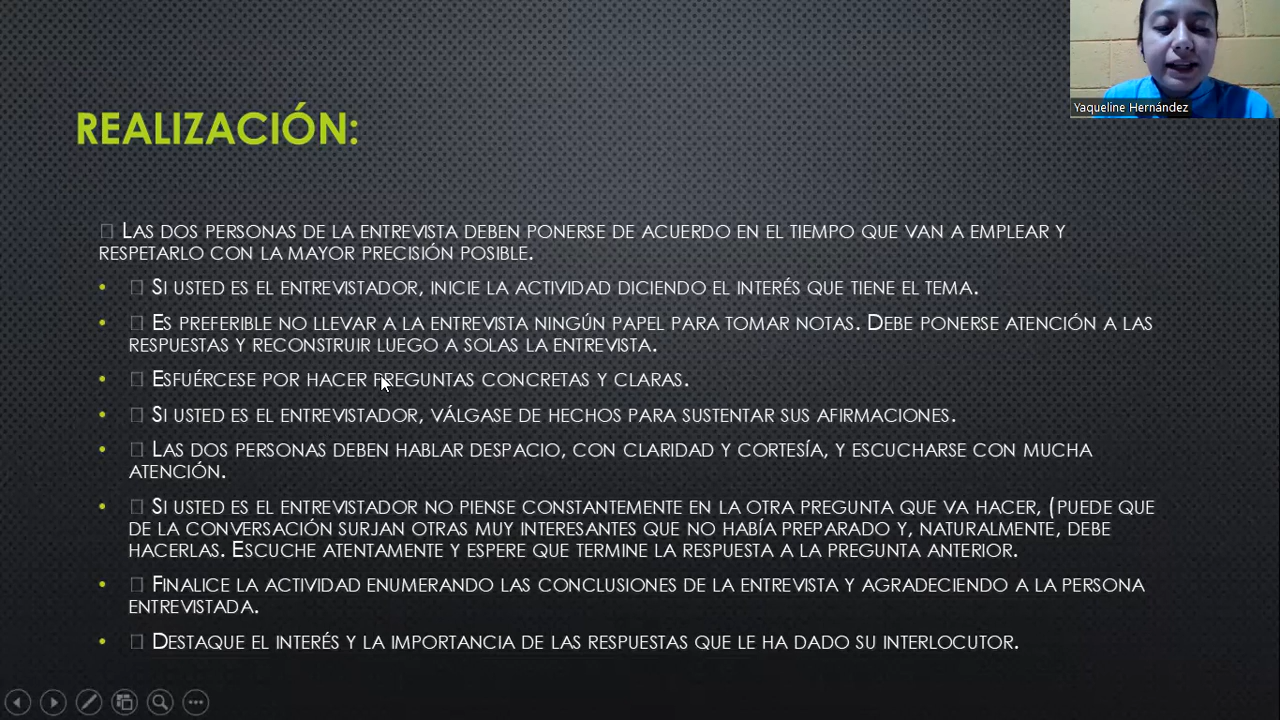 Yaqueline Hernández
REALIZACIÓN:
LAS DOS PERSONAS DE LA ENTREVISTA DEBEN PONERSE DE ACUERDO EN EL TIEMPO QUE VAN A EMPLEAR Y
RESPETARLO CON LA MAYOR PRECISIÓN POSIBLE.
• SI USTED ES EL ENTREVISTADOR, INICIE LA ACTIVIDAD DICIENDO EL INTERÉS QUE TIENE EL TEMA.
• ES PREFERIBLE NO LLEVAR A LA ENTREVISTA NINGÚN PAPEL PARA TOMAR NOTAS. DEBE PONERSE ATENCIÓN A LAS
RESPUESTAS Y RECONSTRUIR LUEGO A SOLAS LA ENTREVISTA.
• ESFUÉRCESE POR HACER PREGUNTAS CONCRETAS Y CLARAS.
• SI USTED ES EL ENTREVISTADOR, VÁLGASE DE HECHOS PARA SUSTENTAR SUS AFIRMACIONES.
• LAS DOS PERSONAS DEBEN HABLAR DESPACIO, CON CLARIDAD Y CORTESÍA, Y ESCUCHARSE CON MUCHA
ATENCIÓN.
• SI USTED ES EL ENTREVISTADOR NO PIENSE CONSTANTEMENTE EN LA OTRA PREGUNTA QUE VA HACER, (PUEDE QUE
DE LA CONVERSACIÓN SURJAN OTRAS MUY INTERESANTES QUE NO HABÍA PREPARADO Y, NATURALMENTE, DEBE
HACERLAS. ESCUCHE ATENTAMENTE Y ESPERE QUE TERMINE LA RESPUESTA A LA PREGUNTA ANTERIOR.
• FINALICE LA ACTIVIDAD ENUMERANDO LAS CONCLUSIONES DE LA ENTREVISTA Y AGRADECIENDO A LA PERSONA
ENTREVISTADA.
• DESTAQUE EL INTERÉS Y LA IMPORTANCIA DE LAS RESPUESTAS QUE LE HA DADO SU INTERLOCUTOR.